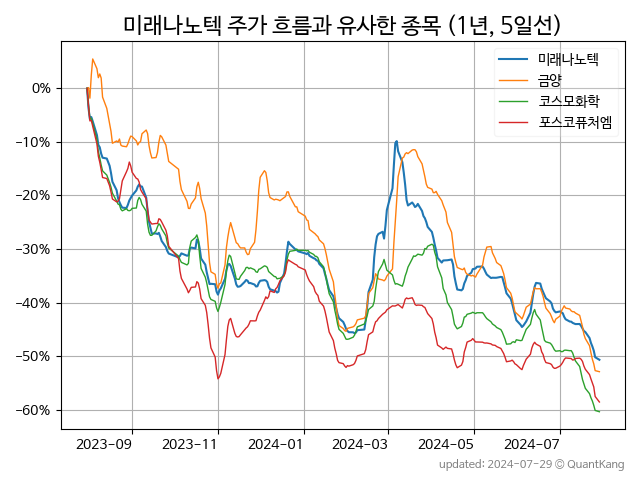 미래나노텍 주가 흐름과 유사한 종목 (1년, 5일선)
미래나노텍
금양
코스모화학
포스코퓨처엠
0%
−10%
−20%
−30%
−40%
−50%
−60%
2023-09
2023-11
2024-01
2024-03
2024-05
2024-07
updated: 2024-07-29 © QuantKang